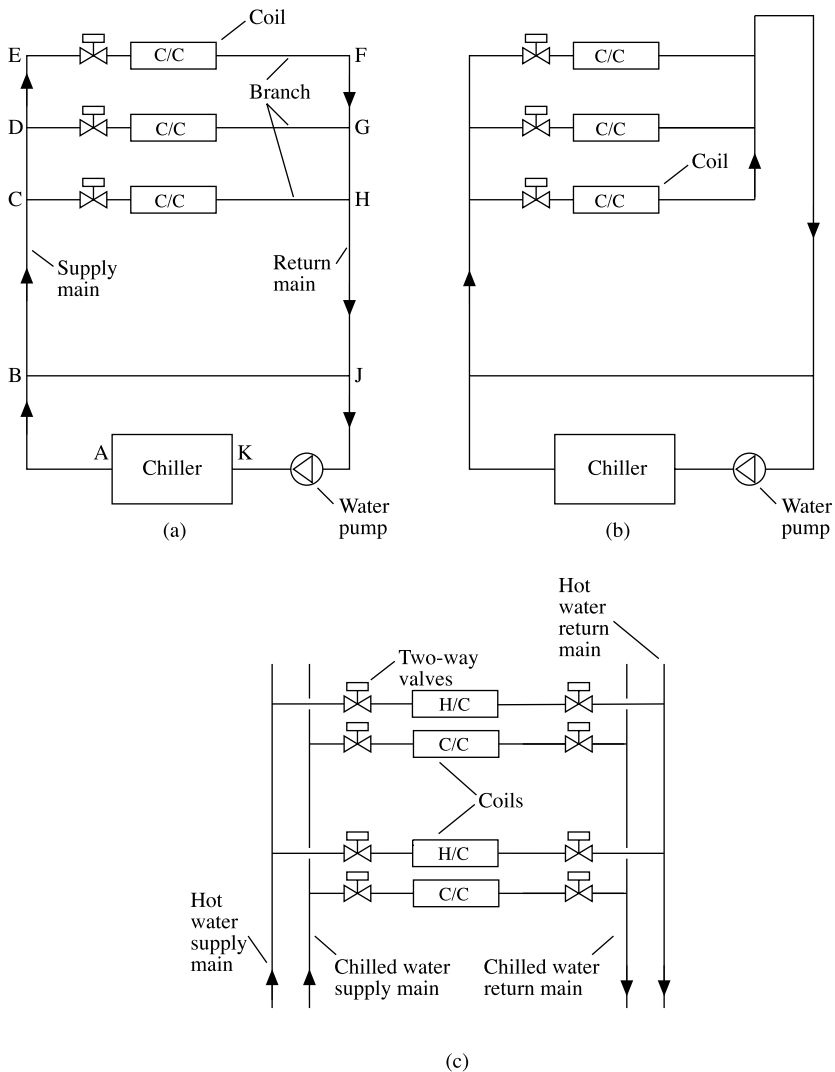 Coil
E
C/C
F
Branch
D
C/C
G
C
C/C
H
Supply
main
Return
main
B
J
A
Chiller
K
Water
pump
(a)
C/C
C/C
Coil
C/C
Chiller
Water
pump
(b)
Hot
water
return
main
Two-way
valves
H/C
C/C
Coils
H/C
C/C
Hot
water
supply
main
Chilled water
supply main
Chilled water
return main
(c)